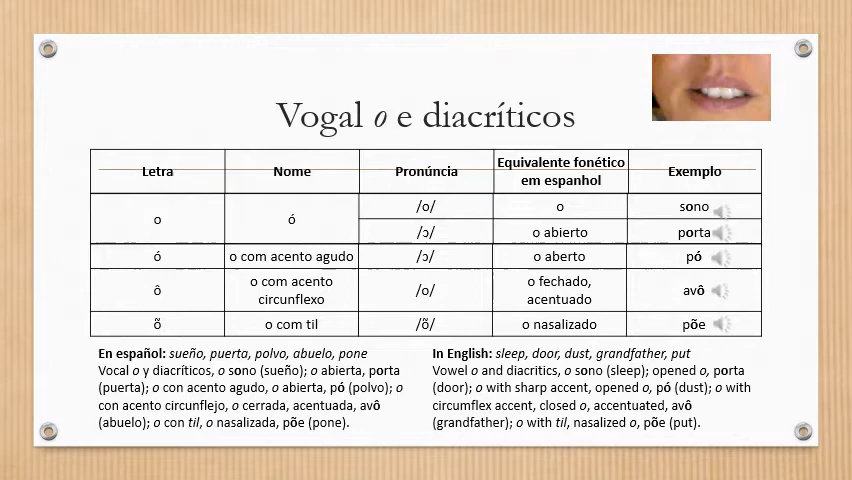 Vogal o e diacríticos
Letra Nome Pronúncia Equivalente fonético em espanhol Exemplo
o ó /o/ o sono
/ɔ/ o abierto porta
ó o com acento agudo /ɔ/ o aberto pó
ô o com acento circunflexo /o/ o fechado, acentuado avô
õ o com til /õ/ o nasalizado põe
En español: sueño, puerta, polvo, abuelo, pone
Vocal o y diacríticos, o sono (sueño); o abierta, porta
(puerta); o con acento agudo, o abierta, pó (polvo); o
con acento circunflejo, o cerrada, acentuada, avô
(abuelo); o con til, o nasalizada, põe (pone).
In English: sleep, door, dust, grandfather, put
Vowel o and diacritics, o sono (sleep); opened o, porta
(door); o with sharp accent, opened o, pó (dust); o with
circumflex accent, closed o, accentuated, avô
(grandfather); o with til, nasalized o, põe (put).